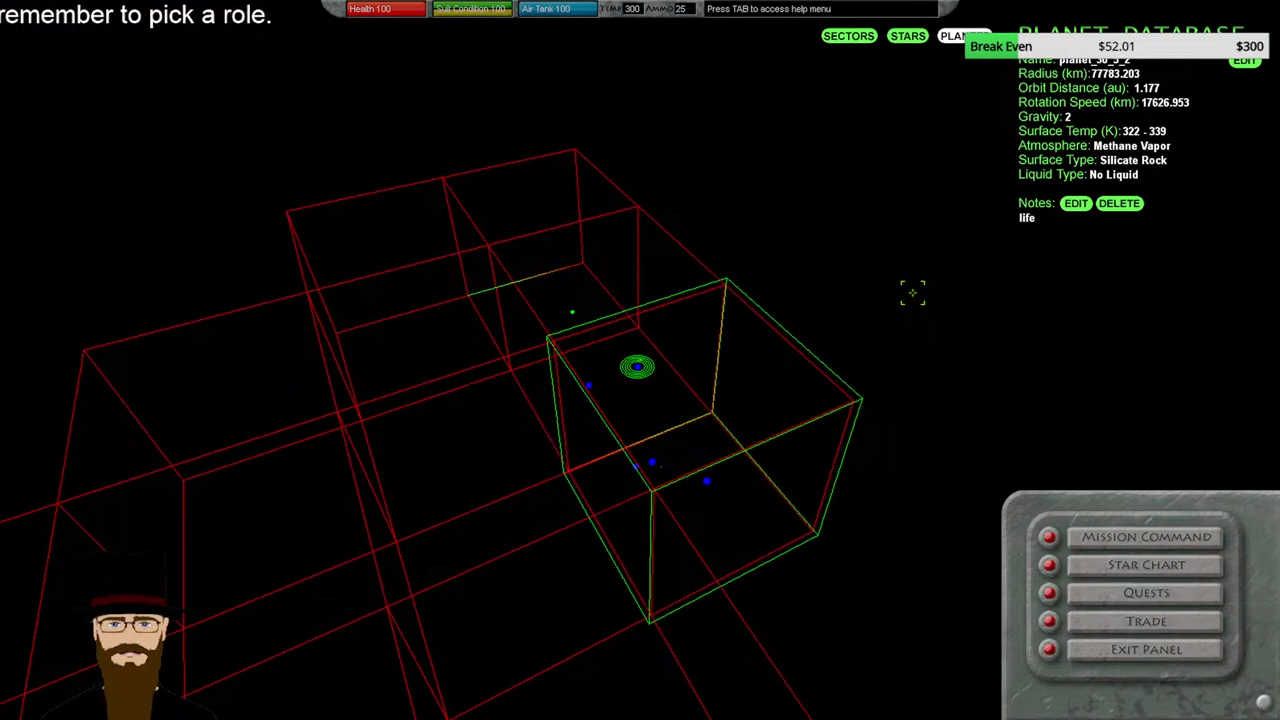 remember to pick a role.
Health 100
Suit Condition 100
Air Tank 100
TEMP 300 AMMO 25
Press TAB to access help menu
SECTORS
STARS
Break Even $52.01 $300
EDIT
Radius (km): 77783.203
Orbit Distance (au): 1.177
Rotation Speed (km): 17626.953
Gravity: 2
Surface Temp (K): 322 - 339
Atmosphere: Methane Vapor
Surface Type: Silicate Rock
Liquid Type: No Liquid
Notes: EDIT DELETE
life
MISSION COMMAND
STAR CHART
QUESTS
TRADE
EXIT PANEL